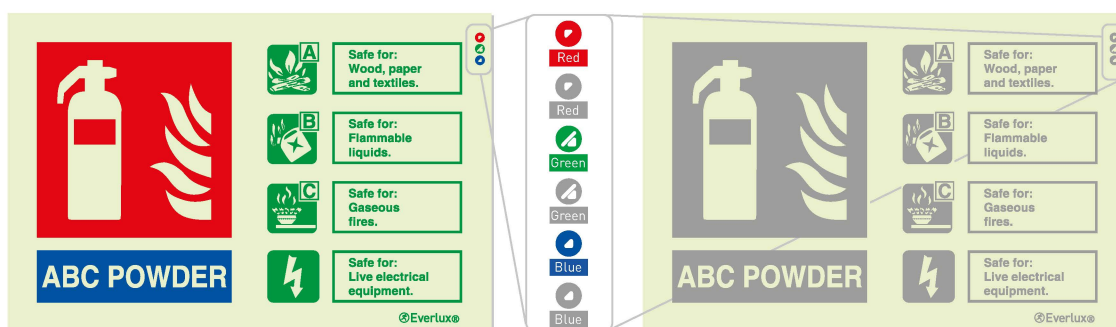 A
Safe for:
Wood, paper
and textiles.
B
Safe for:
Flammable
liquids.
C
Safe for:
Gaseous
fires.
ABC POWDER
Safe for:
Live electrical
equipment.
Everlux®
Red
Red
Green
Green
Blue
Blue
A
Safe for:
Wood, paper
and textiles.
B
Safe for:
Flammable
liquids.
C
Safe for:
Gaseous
fires.
ABC POWDER
Safe for:
Live electrical
equipment.
Everlux®